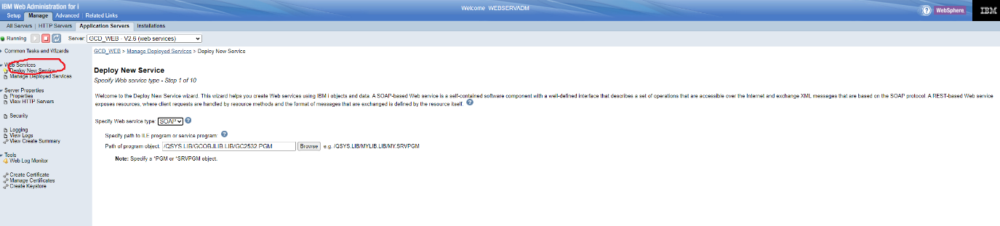 IBM Web Administration for i
Welcome WEBSERVADM
WebSphere.
IBM
Setup Manage Advanced Related Links
All Servers HTTP Servers Application Servers Installations
Running Server: GCD_WEB - V2.6 (web services)
Common Tasks and Wizards
Web Services
Deploy New Service
Manage Deployed Services
Server Properties
Properties
View HTTP Servers
Security
Logging
View Logs
View Create Summary
Tools
Web Log Monitor
Create Certificate
Manage Certificates
Create Keystore
GCD_WEB > Manage Deployed Services > Deploy New Service
Deploy New Service
Specify Web service type - Step 1 of 10
Welcome to the Deploy New Service wizard. This wizard helps you create Web services using IBM i objects and data. A SOAP-based Web service is a self-contained software component with a well-defined interface that describes a set of operations that are accessible over the Internet and exchange XML messages that are based on the SOAP protocol. A REST-based Web service
exposes resources, where client requests are handled by resource methods and the format of messages that are exchanged is defined by the resource itself. ?
Specify Web service type: SOAP ?
Specify path to ILE program or service program: ?
Path of program object: /QSYS.LIB/GCOBJLIB.LIB/GC2532.PGM Browse e.g. /QSYS.LIB/MYLIB.LIB/MY.SRVPGM
Note: Specify a *PGM or *SRVPGM object.